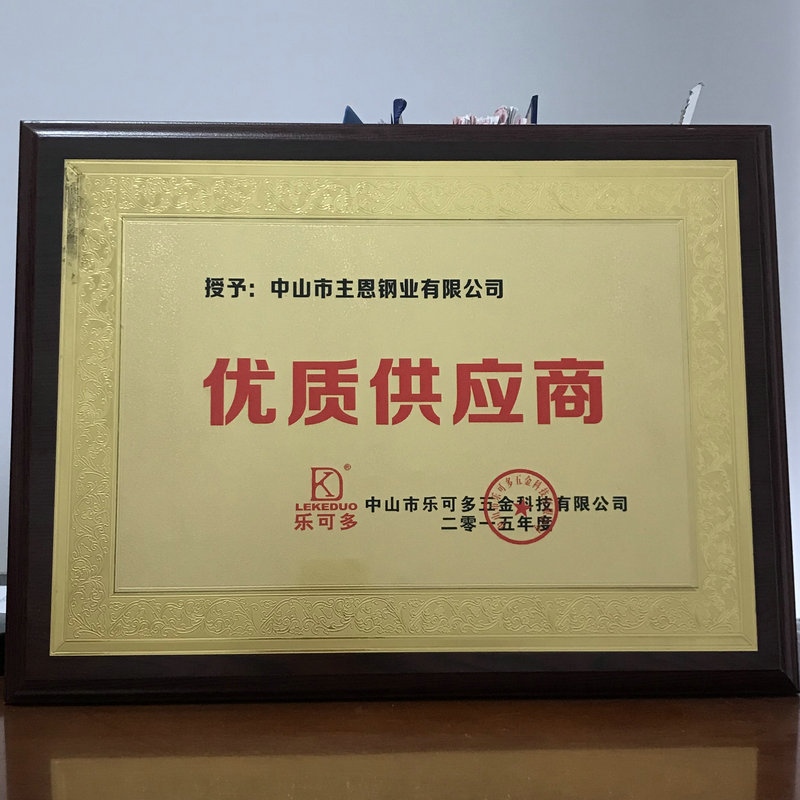 授予：中山市主恩钢业有限公司
优质供应商
DK®
LEKEDUO
乐可多
中山市乐可多五金科技有限公司
二零一五年度